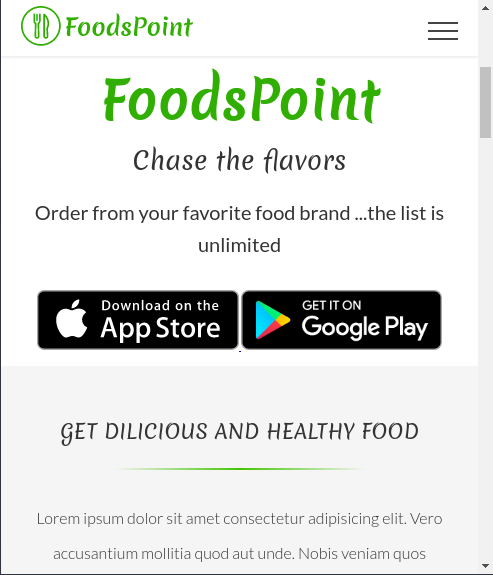 FoodsPoint
FoodsPoint
Chase the flavors
Order from your favorite food brand ...the list is
unlimited
Download on the
App Store
GET IT ON
Google Play
GET DILICIOUS AND HEALTHY FOOD
Lorem ipsum dolor sit amet consectetur adipisicing elit. Vero
accusantium mollitia quod aut unde. Nobis veniam quos